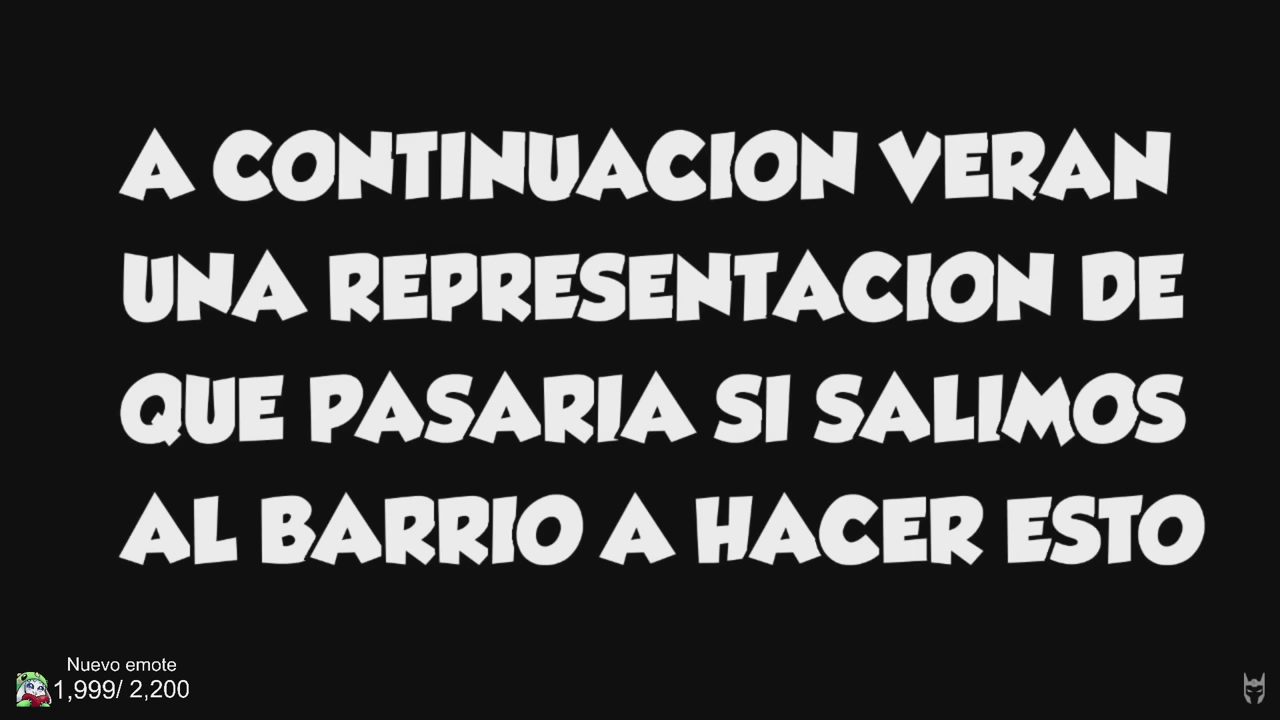 A CONTINUACION VERAN
UNA REPRESENTACION DE
QUE PASARIA SI SALIMOS
AL BARRIO A HACER ESTO
Nuevo emote
1,999/ 2,200